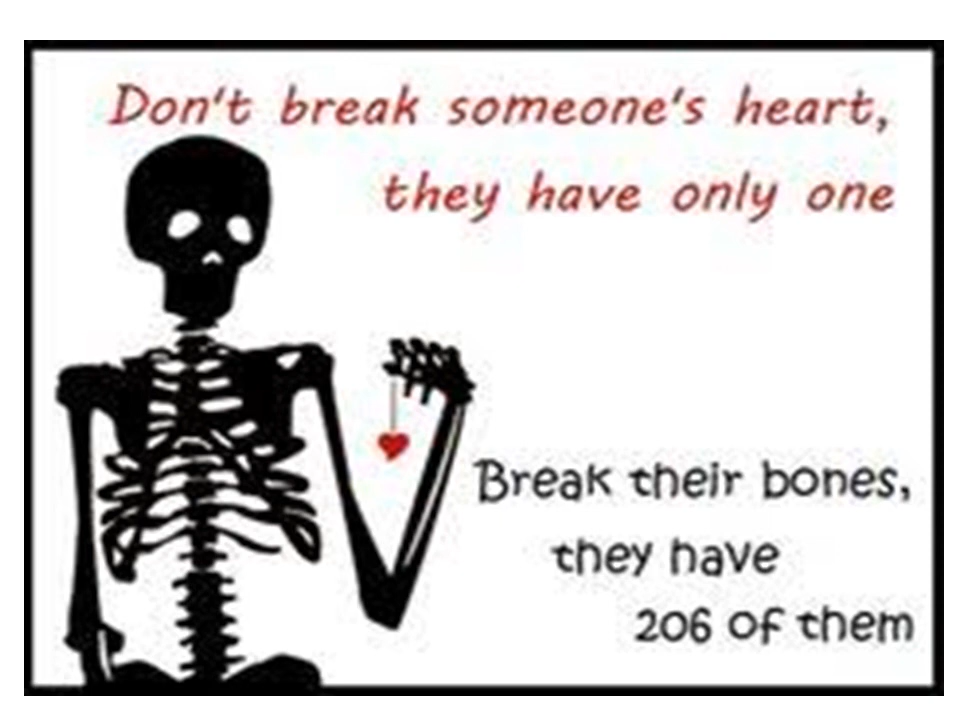 Don't break someone's heart,
they have only one
Break their bones,
they have
206 of them